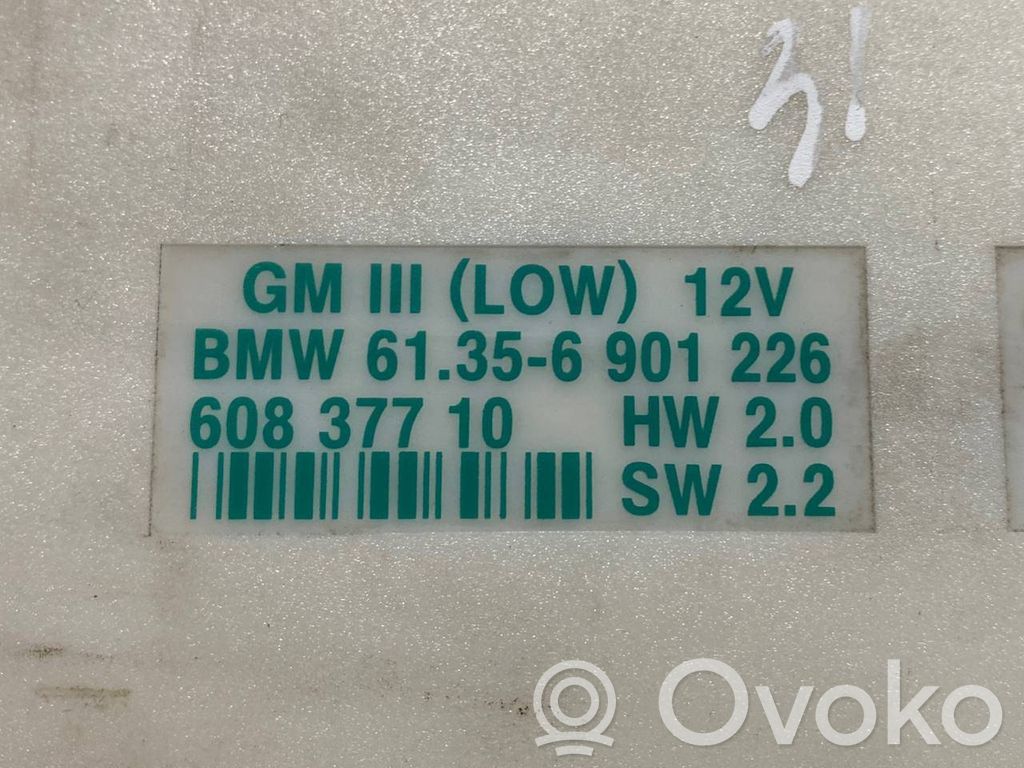 3!
GM III (LOW) 12V
BMW 61.35-6 901 226
608 377 10 HW 2.0
SW 2.2
Ovoko